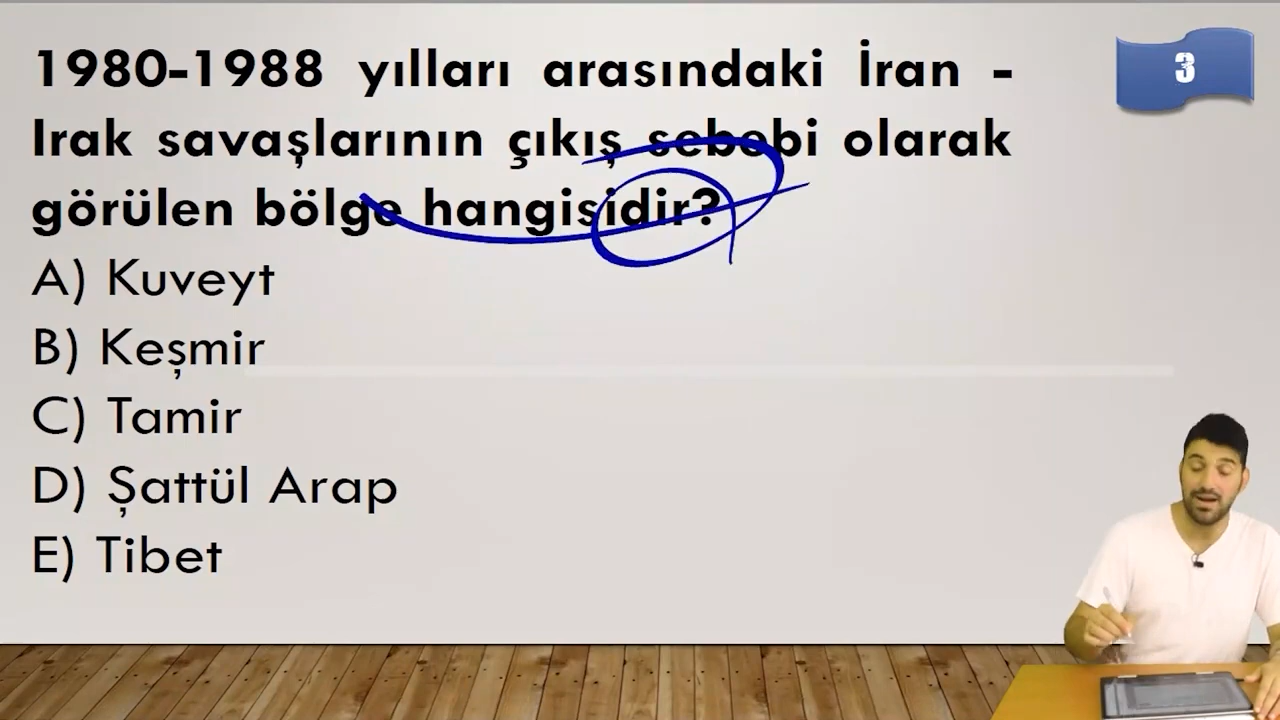 3
1980-1988 yılları arasındaki İran -
Irak savaşlarının çıkış sebebi olarak
görülen bölge hangisidir?
A) Kuveyt
B) Keşmir
C) Tamir
D) Şattül Arap
E) Tibet